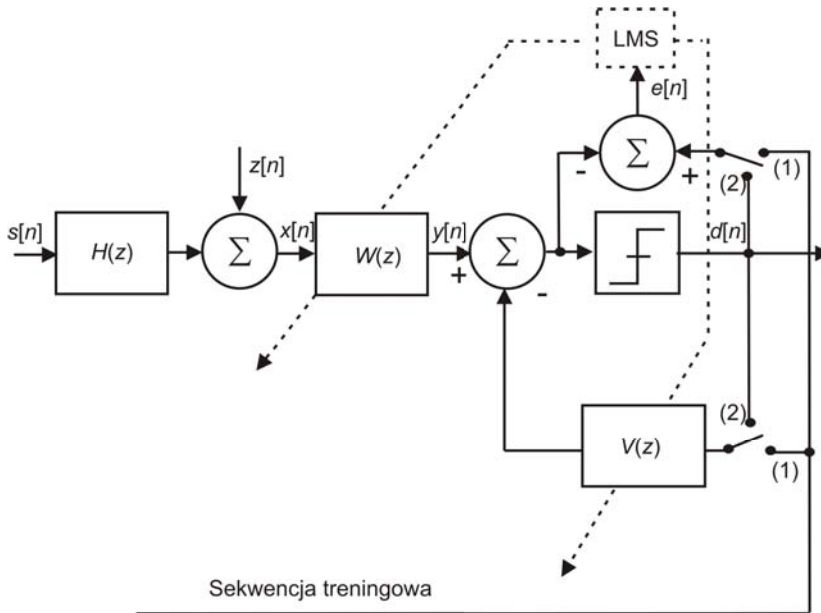 LMS
e[n]
Σ
-
+
(1)
(2)
z[n]
s[n]
H(z)
Σ
x[n]
W(z)
y[n]
+
Σ
-
d[n]
(2)
V(z)
(1)
Sekwencja treningowa